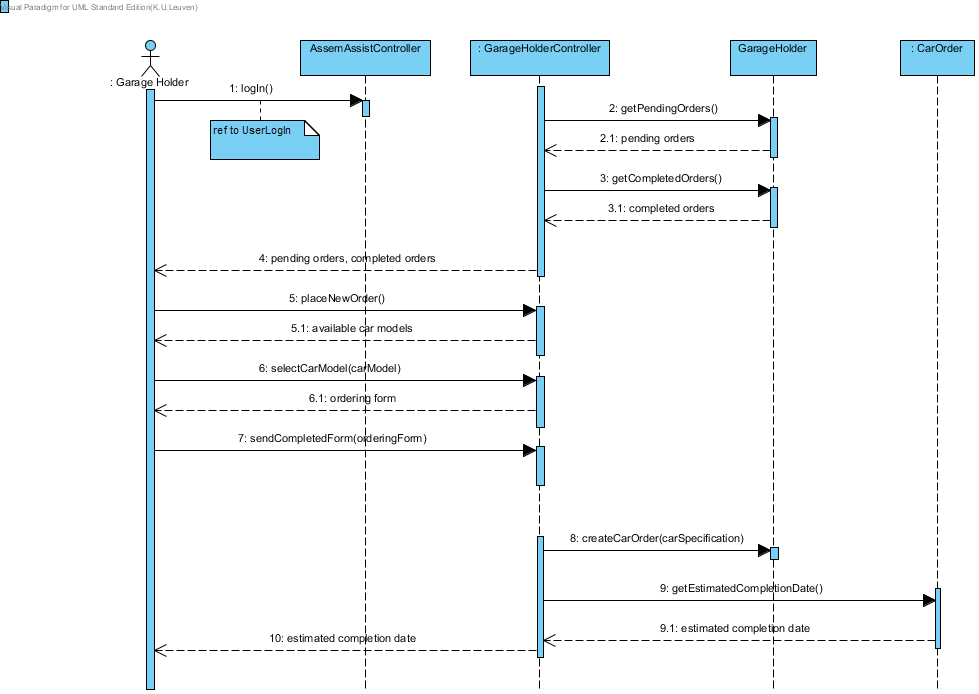 Visual Paradigm for UML Standard Edition(K.U.Leuven)
AssemAssistController
: GarageHolderController
GarageHolder
: CarOrder
: Garage Holder
1: logIn()
ref to UserLogIn
2: getPendingOrders()
2.1: pending orders
3: getCompletedOrders()
3.1: completed orders
4: pending orders, completed orders
5: placeNewOrder()
5.1: available car models
6: selectCarModel(carModel)
6.1: ordering form
7: sendCompletedForm(orderingForm)
8: createCarOrder(carSpecification)
9: getEstimatedCompletionDate()
9.1: estimated completion date
10: estimated completion date